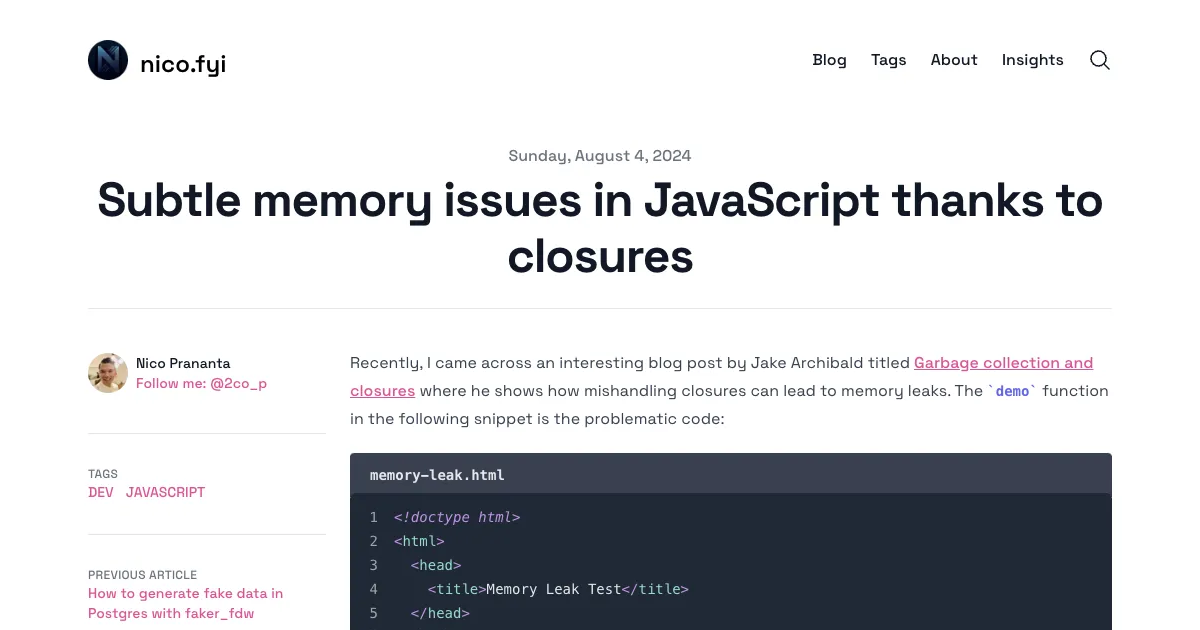 nico.fyi
Blog Tags About Insights
Sunday, August 4, 2024
Subtle memory issues in JavaScript thanks to
closures
Nico Prananta
Follow me: @2co_p
TAGS
DEV JAVASCRIPT
PREVIOUS ARTICLE
How to generate fake data in
Postgres with faker_fdw
Recently, I came across an interesting blog post by Jake Archibald titled Garbage collection and
closures where he shows how mishandling closures can lead to memory leaks. The `demo` function
in the following snippet is the problematic code:
memory-leak.html
1 <!doctype html>
2 <html>
3 <head>
4 <title>Memory Leak Test</title>
5 </head>